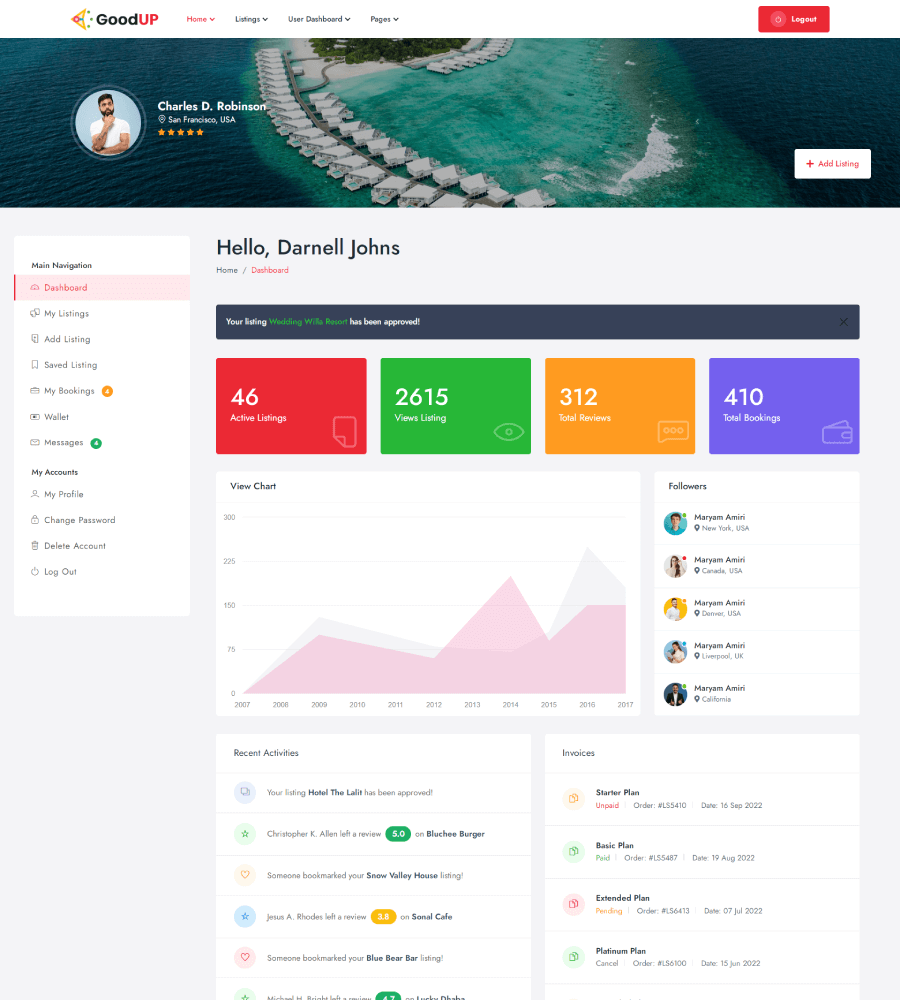 GoodUP
Home
Listings
User Dashboard
Pages
Logout
Charles D. Robinson
San Francisco, USA
Add Listing
Main Navigation
Dashboard
My Listings
Add Listing
Saved Listing
My Bookings 4
Wallet
Messages 4
My Accounts
My Profile
Change Password
Delete Account
Log Out
Hello, Darnell Johns
Home / Dashboard
Your listing Wedding Willa Resort has been approved!
46
Active Listings
2615
Views Listing
312
Total Reviews
410
Total Bookings
View Chart
300
225
150
75
0
2007 2008 2009 2010 2011 2012 2013 2014 2015 2016 2017
Followers
Maryam Amiri
New York, USA
Maryam Amiri
Canada, USA
Maryam Amiri
Denver, USA
Maryam Amiri
Liverpool, UK
Maryam Amiri
California
Recent Activities
Your listing Hotel The Lalit has been approved!
Christopher K. Allen left a review 5.0 on Bluchee Burger
Someone bookmarked your Snow Valley House listing!
Jesus A. Rhodes left a review 3.8 on Sonal Cafe
Someone bookmarked your Blue Bear Bar listing!
Michael H. Bright left a review 4.7 on Lucky Dhaba
Invoices
Starter Plan
Unpaid Order: #LS5410 Date: 16 Sep 2022
Basic Plan
Paid Order: #LS5487 Date: 19 Aug 2022
Extended Plan
Pending Order: #LS6413 Date: 07 Jul 2022
Platinum Plan
Cancel Order: #LS6100 Date: 15 Jun 2022